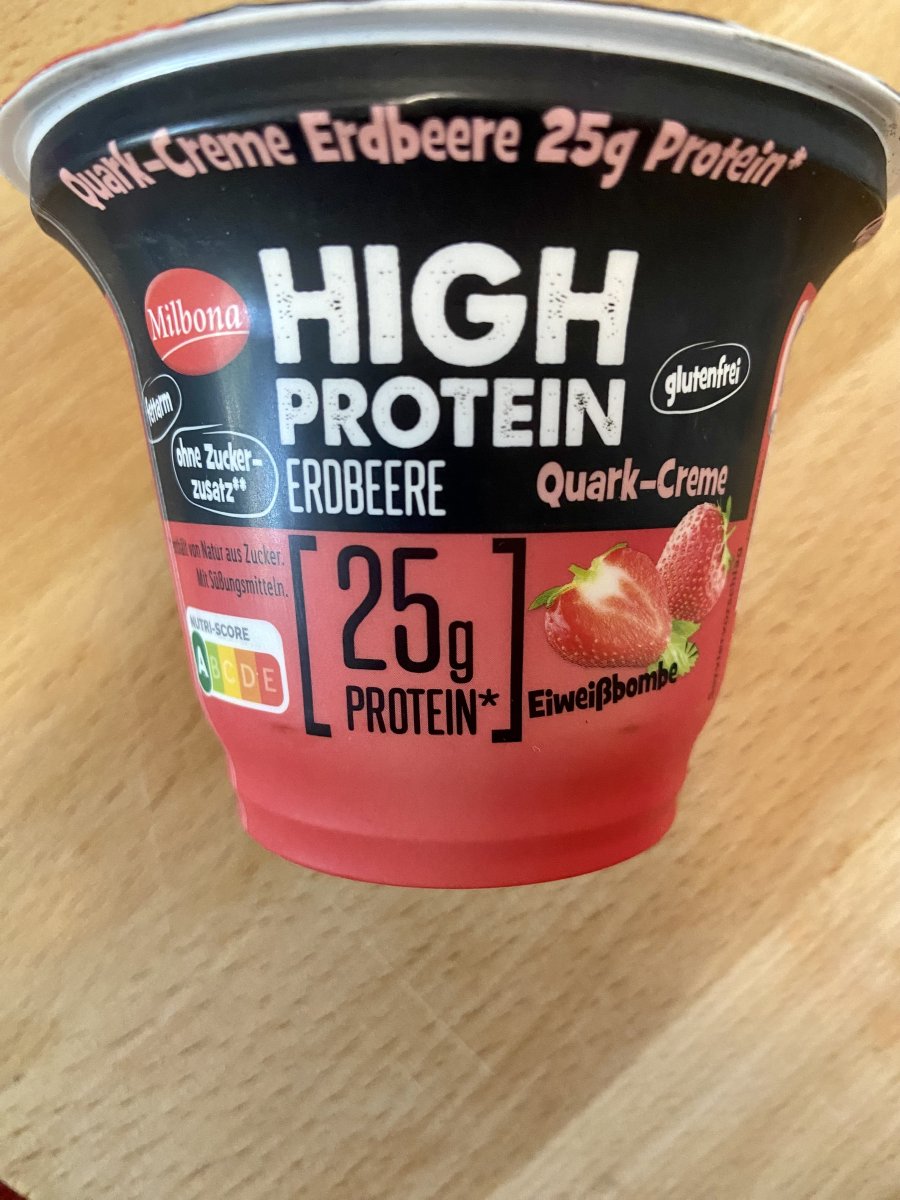 Quark-Creme Erdbeere 25g Protein*
Milbona
HIGH
PROTEIN
ERDBEERE
glutenfrei
Quark-Creme
ohne Zucker-
zusatz**
von Natur aus Zucker.
Mit Süßungsmitteln.
NUTRI-SCORE
A B C D E
25g
PROTEIN*
Eiweißbombe